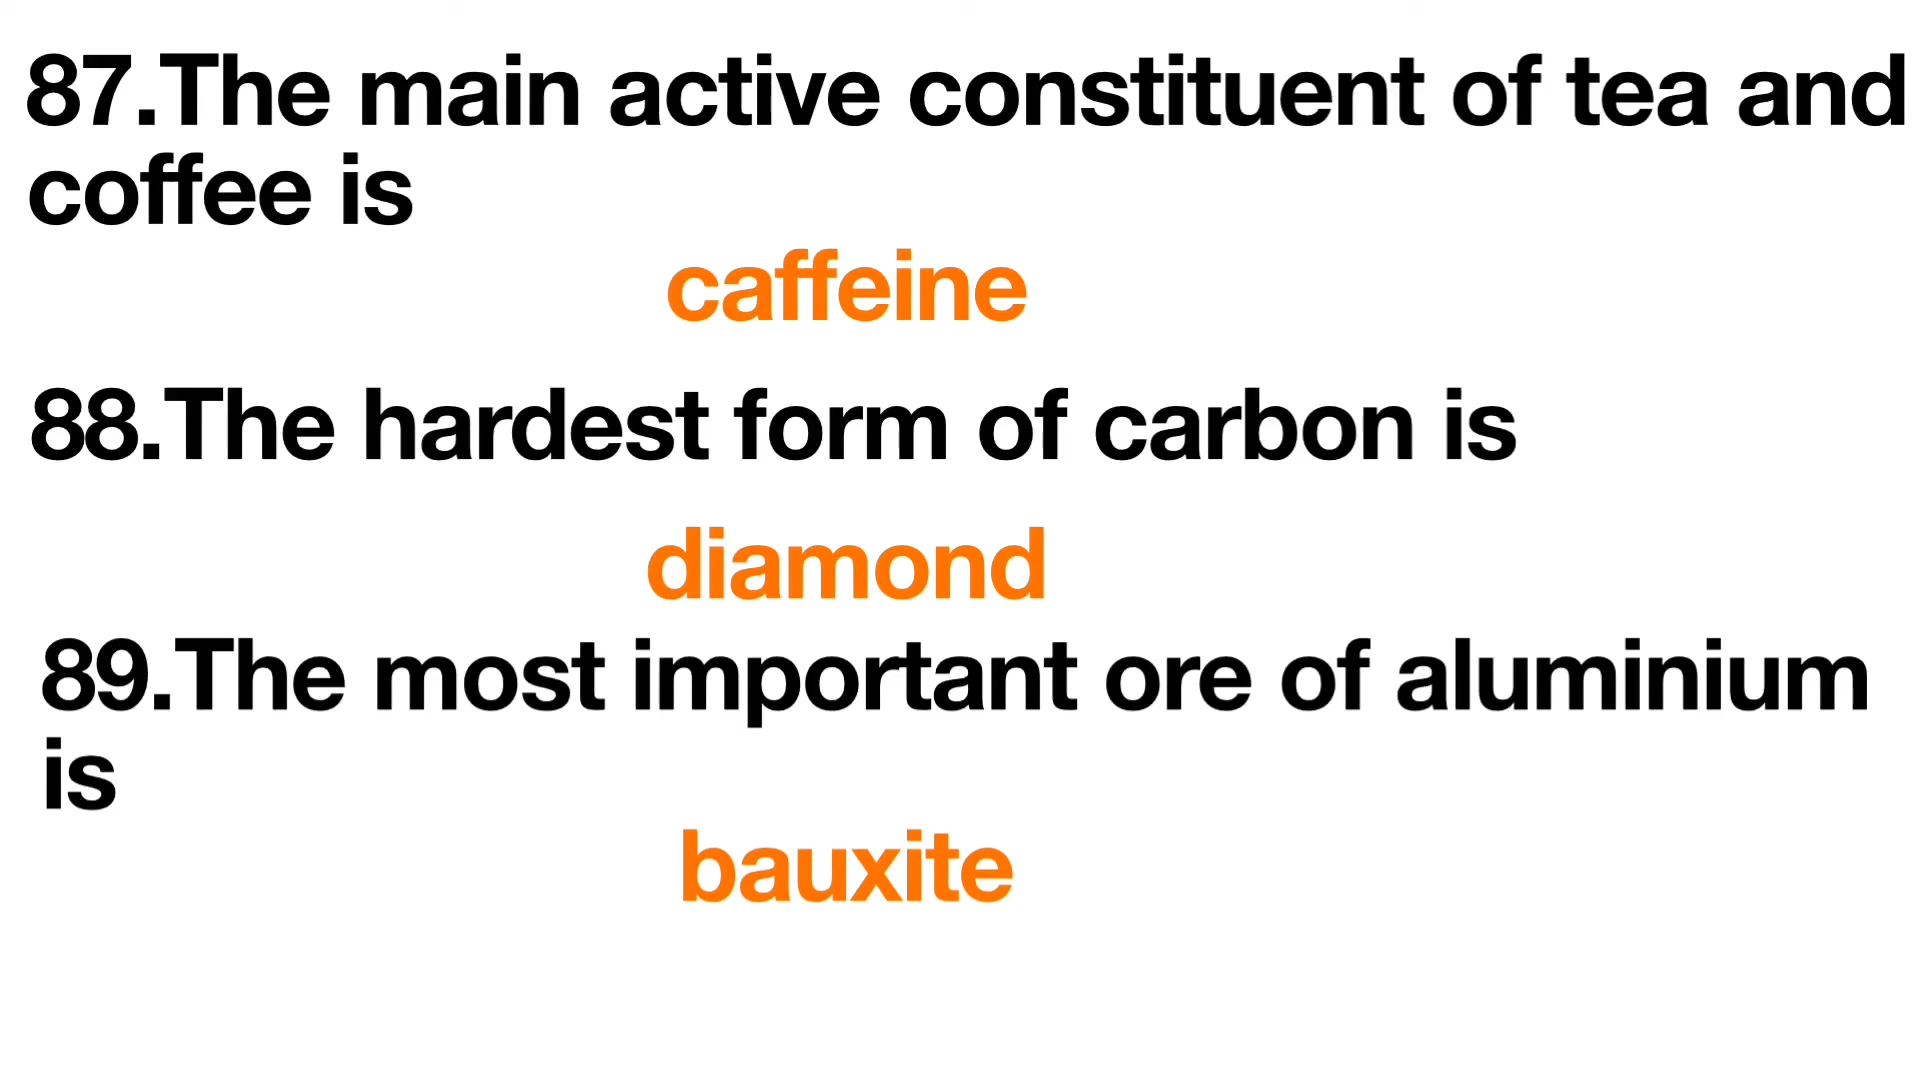 87.The main active constituent of tea and
coffee is
caffeine
88.The hardest form of carbon is
diamond
89.The most important ore of aluminium
is
bauxite